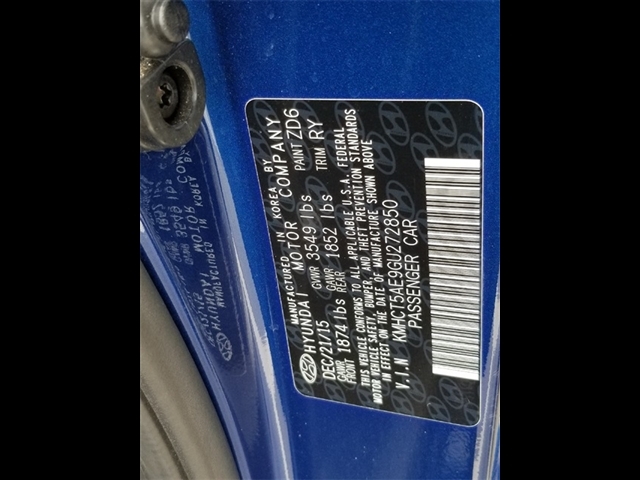 MANUFACTURED IN KOREA BY
HYUNDAI MOTOR COMPANY
DEC/21/15 GVWR 3549 lbs PAINT ZD6
GAWR FRONT 1874 lbs GAWR REAR 1852 lbs TRIM RY
THIS VEHICLE CONFORMS TO ALL APPLICABLE U.S.A. FEDERAL
MOTOR VEHICLE SAFETY, BUMPER, AND THEFT PREVENTION STANDARDS
IN EFFECT ON THE DATE OF MANUFACTURE SHOWN ABOVE
V.I.N KMHCT5AE9GU272850
PASSENGER CAR